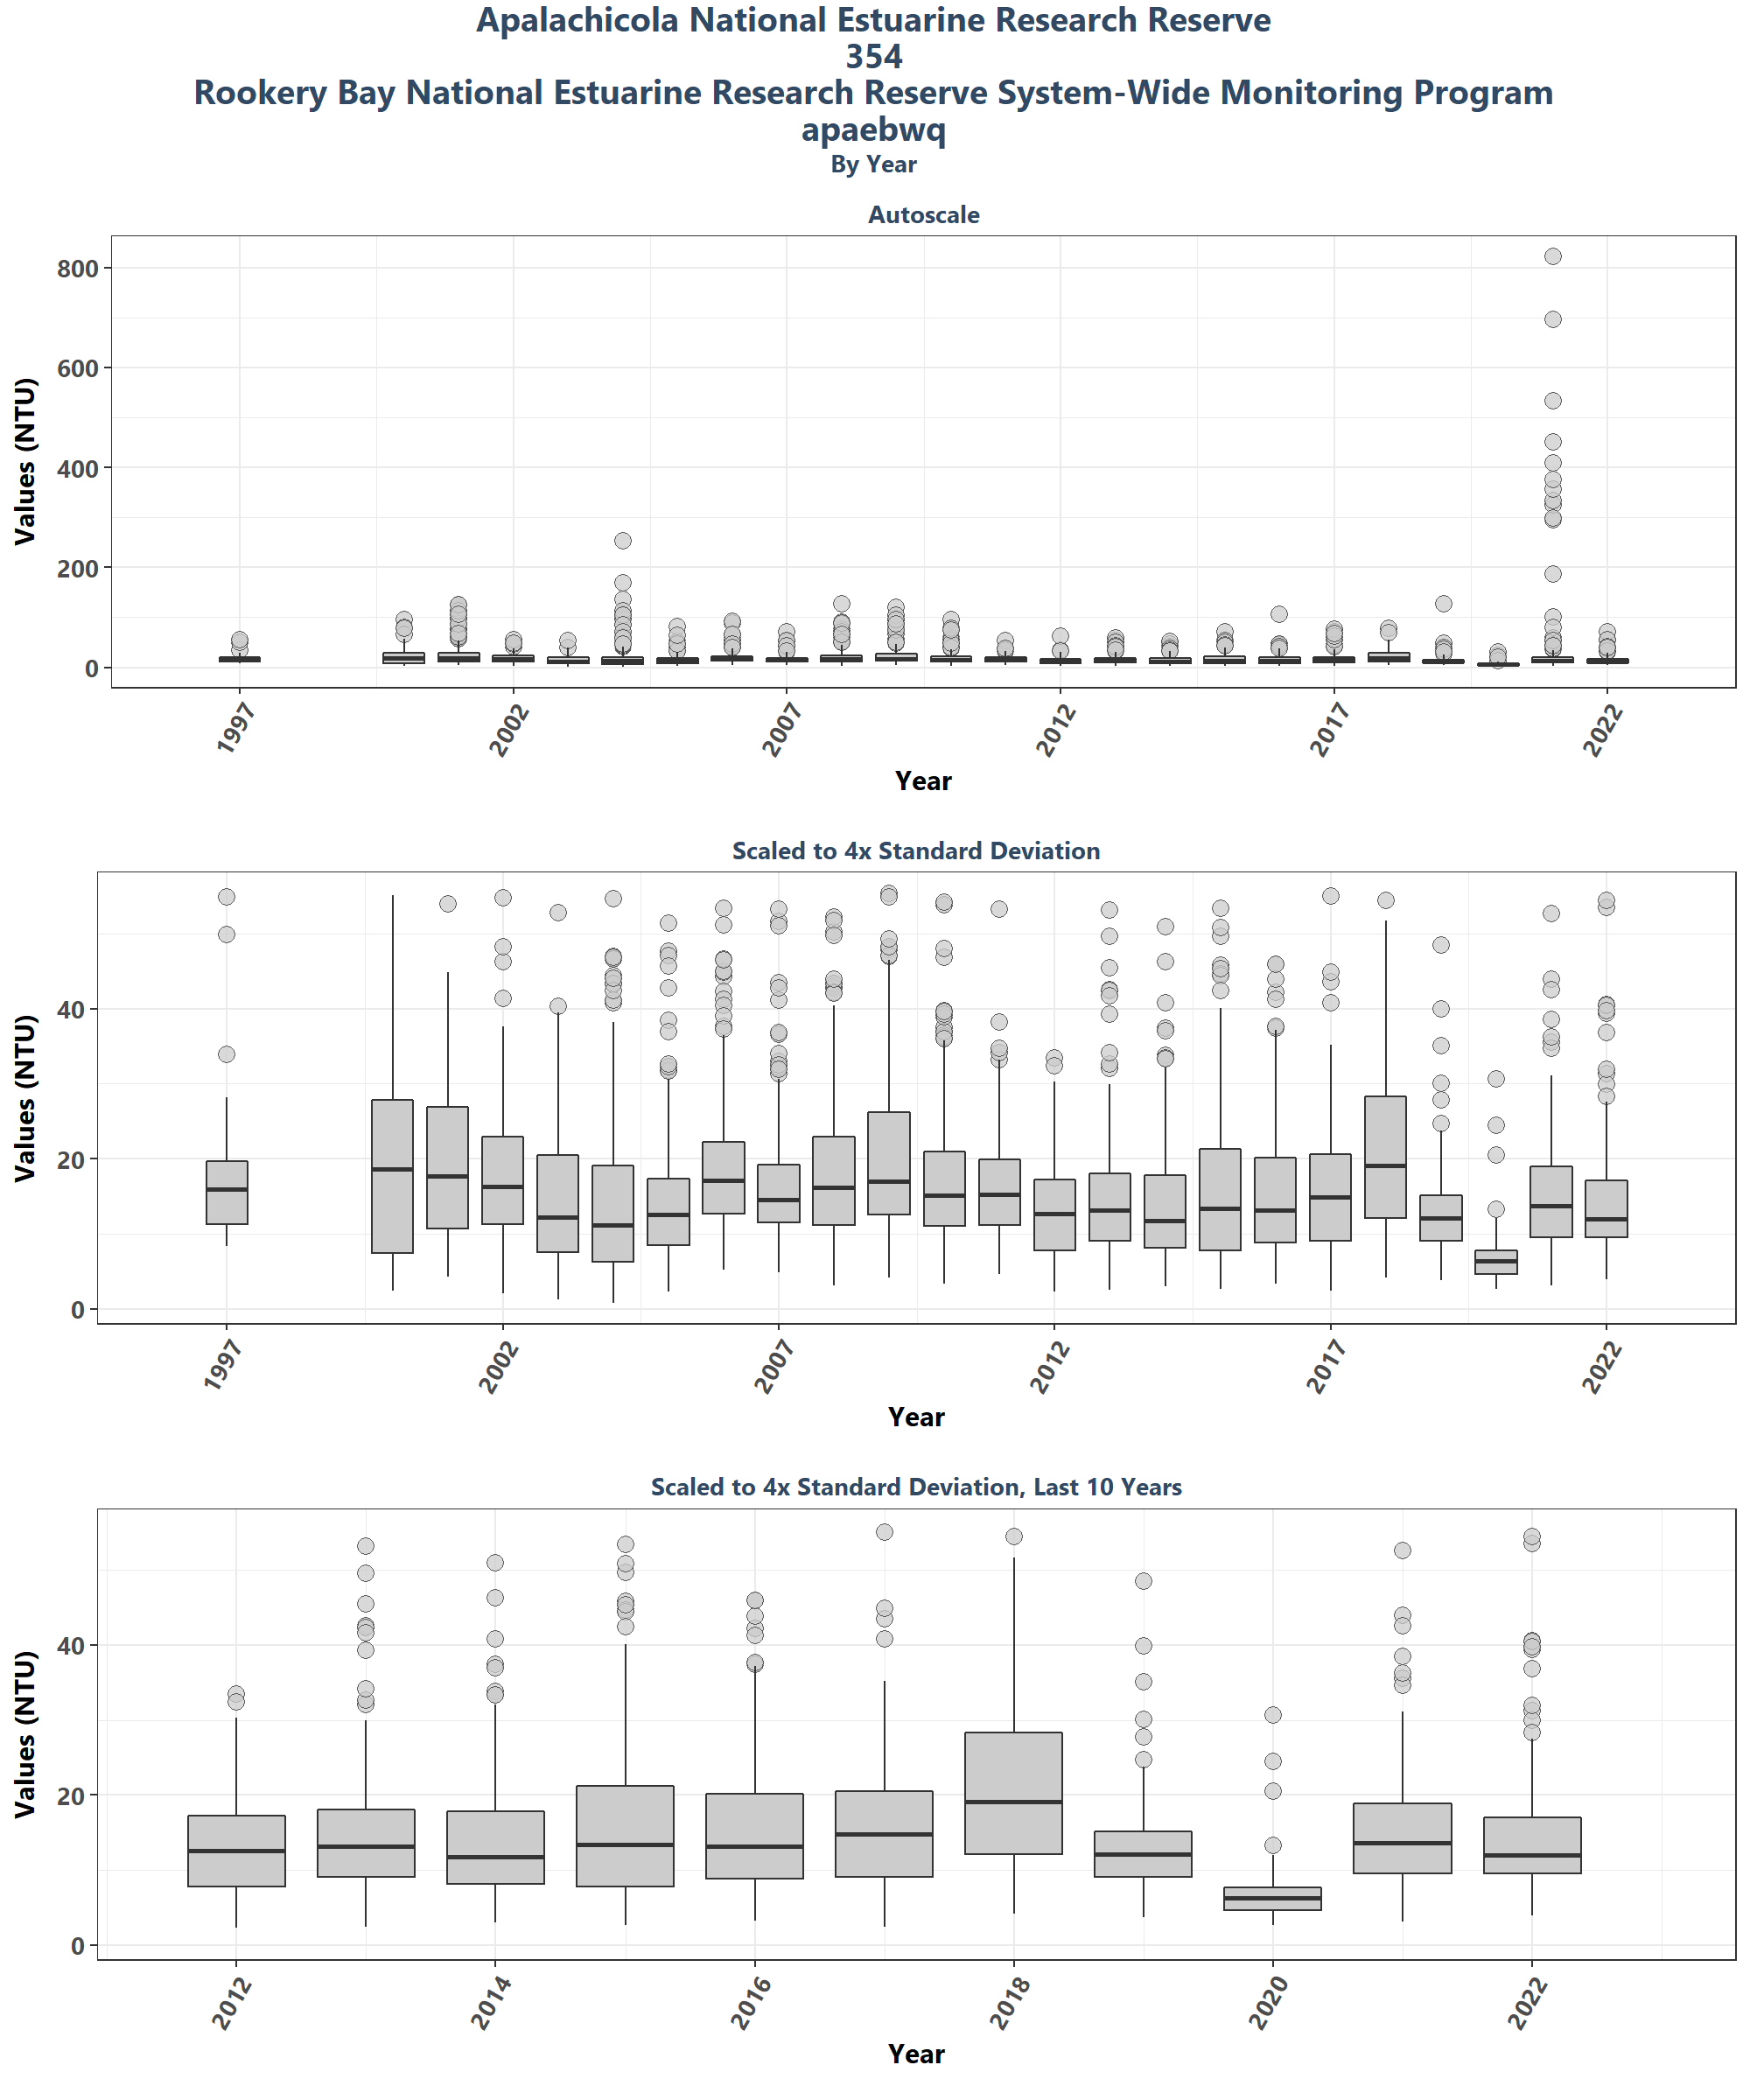 Apalachicola National Estuarine Research Reserve
354
Rookery Bay National Estuarine Research Reserve System-Wide Monitoring Program
apaebwq
By Year
Autoscale
Values (NTU)
800
600
400
200
0
1997 2002 2007 2012 2017 2022
Year
Scaled to 4x Standard Deviation
Values (NTU)
40
20
0
1997 2002 2007 2012 2017 2022
Year
Scaled to 4x Standard Deviation, Last 10 Years
Values (NTU)
40
20
0
2012 2014 2016 2018 2020 2022
Year